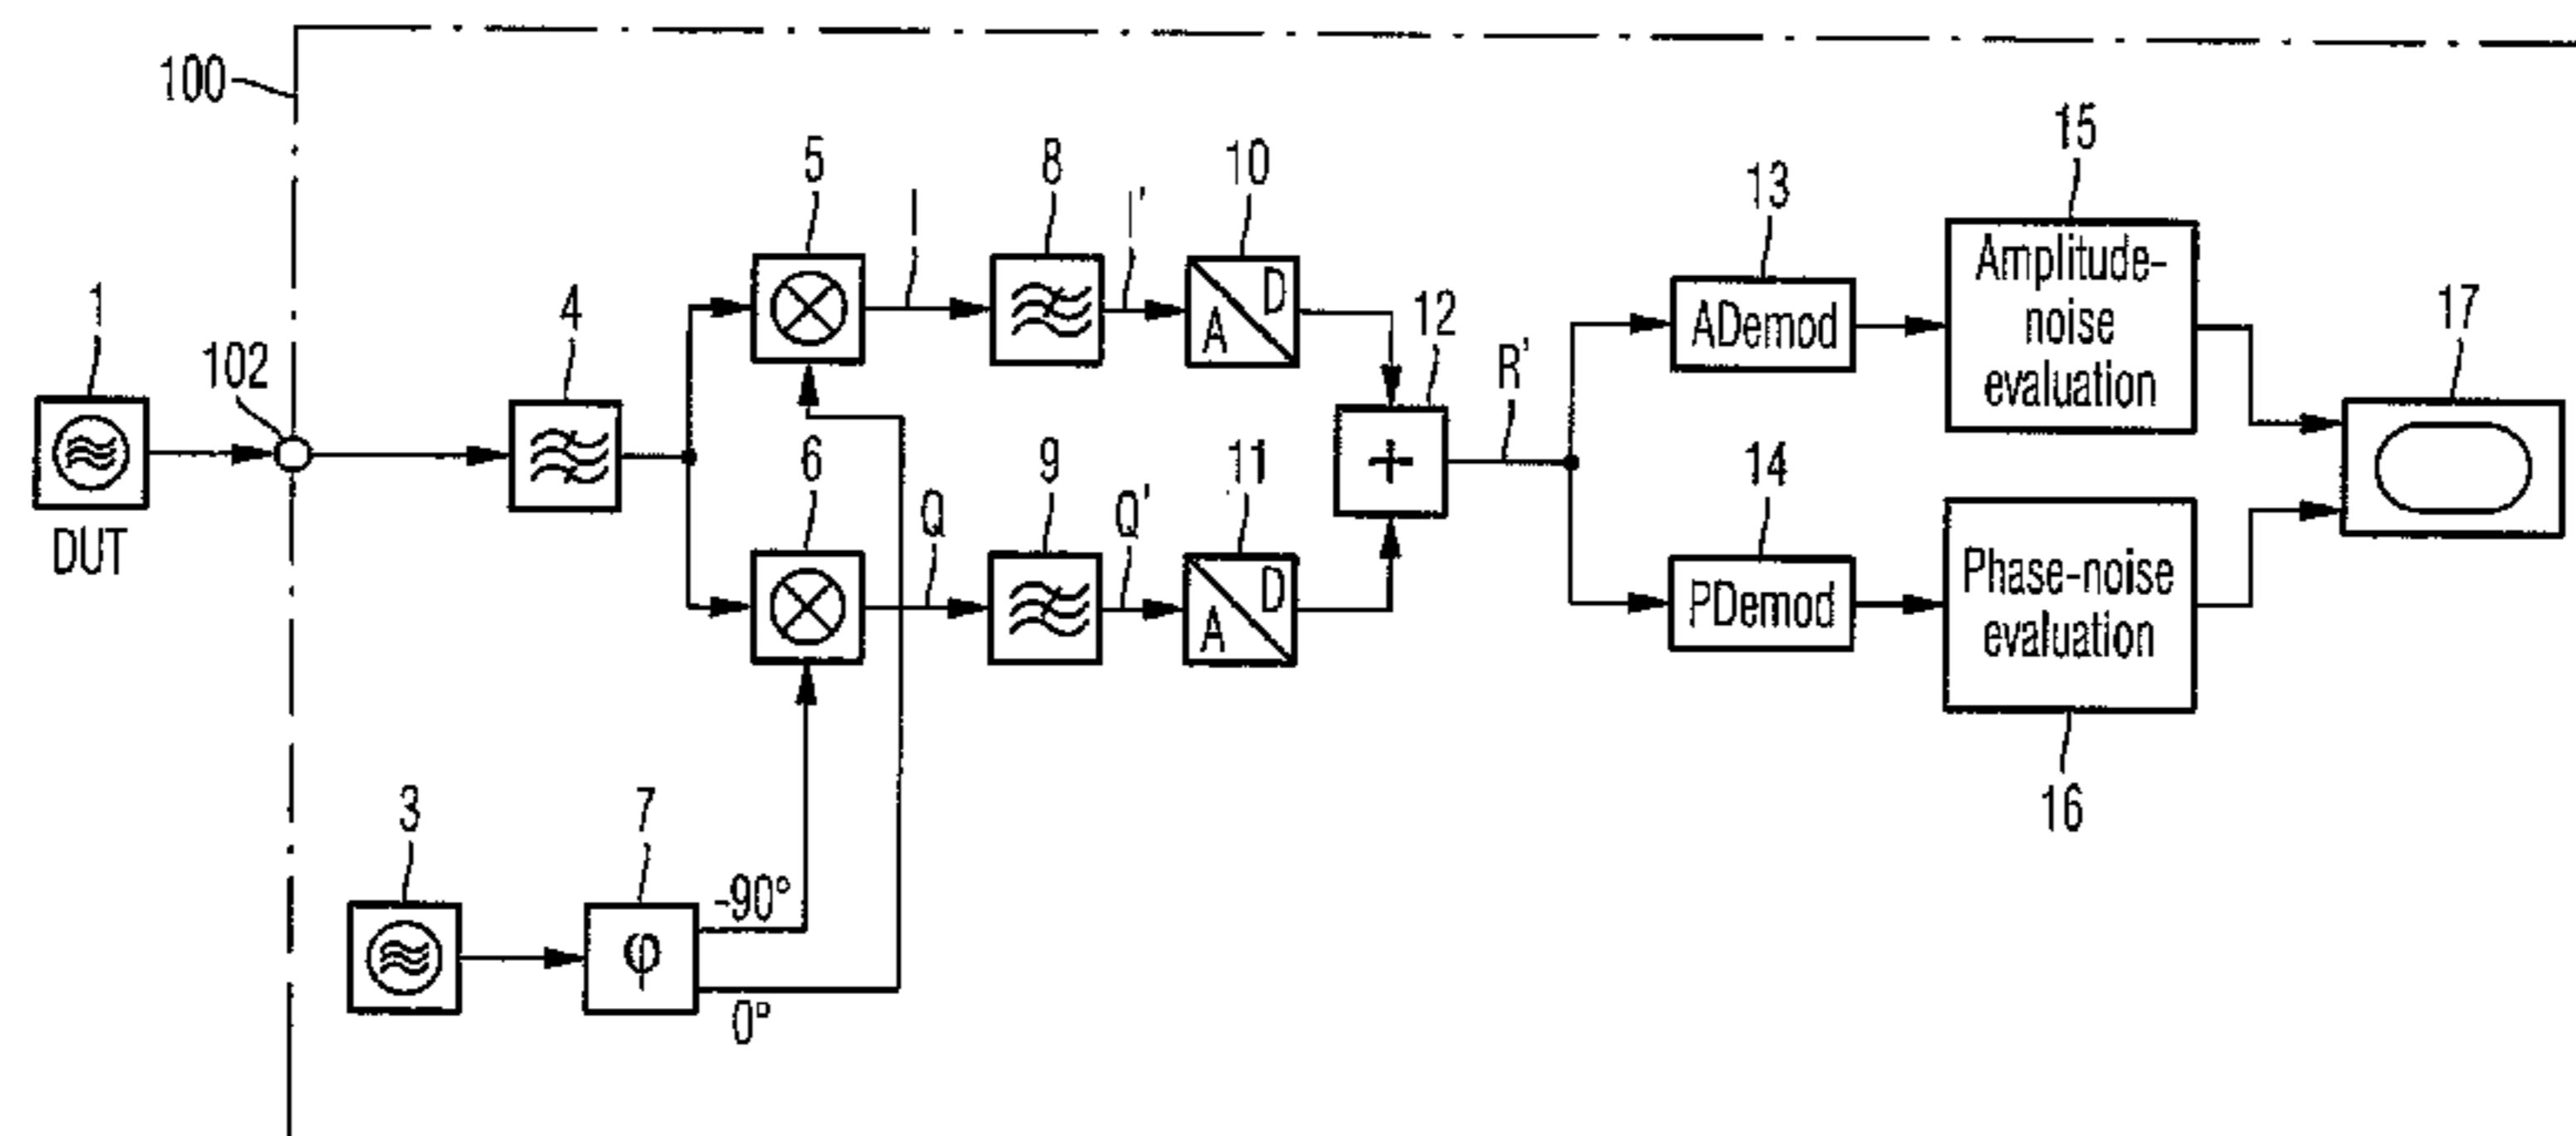 100
1
102
DUT
4
5
I
8
I'
10
6
Q
9
Q'
11
A
D
A
D
12
+
R'
13
ADemod
14
PDemod
15
Amplitude-
noise
evaluation
Phase-noise
evaluation
16
17
3
7
φ
-90°
0°